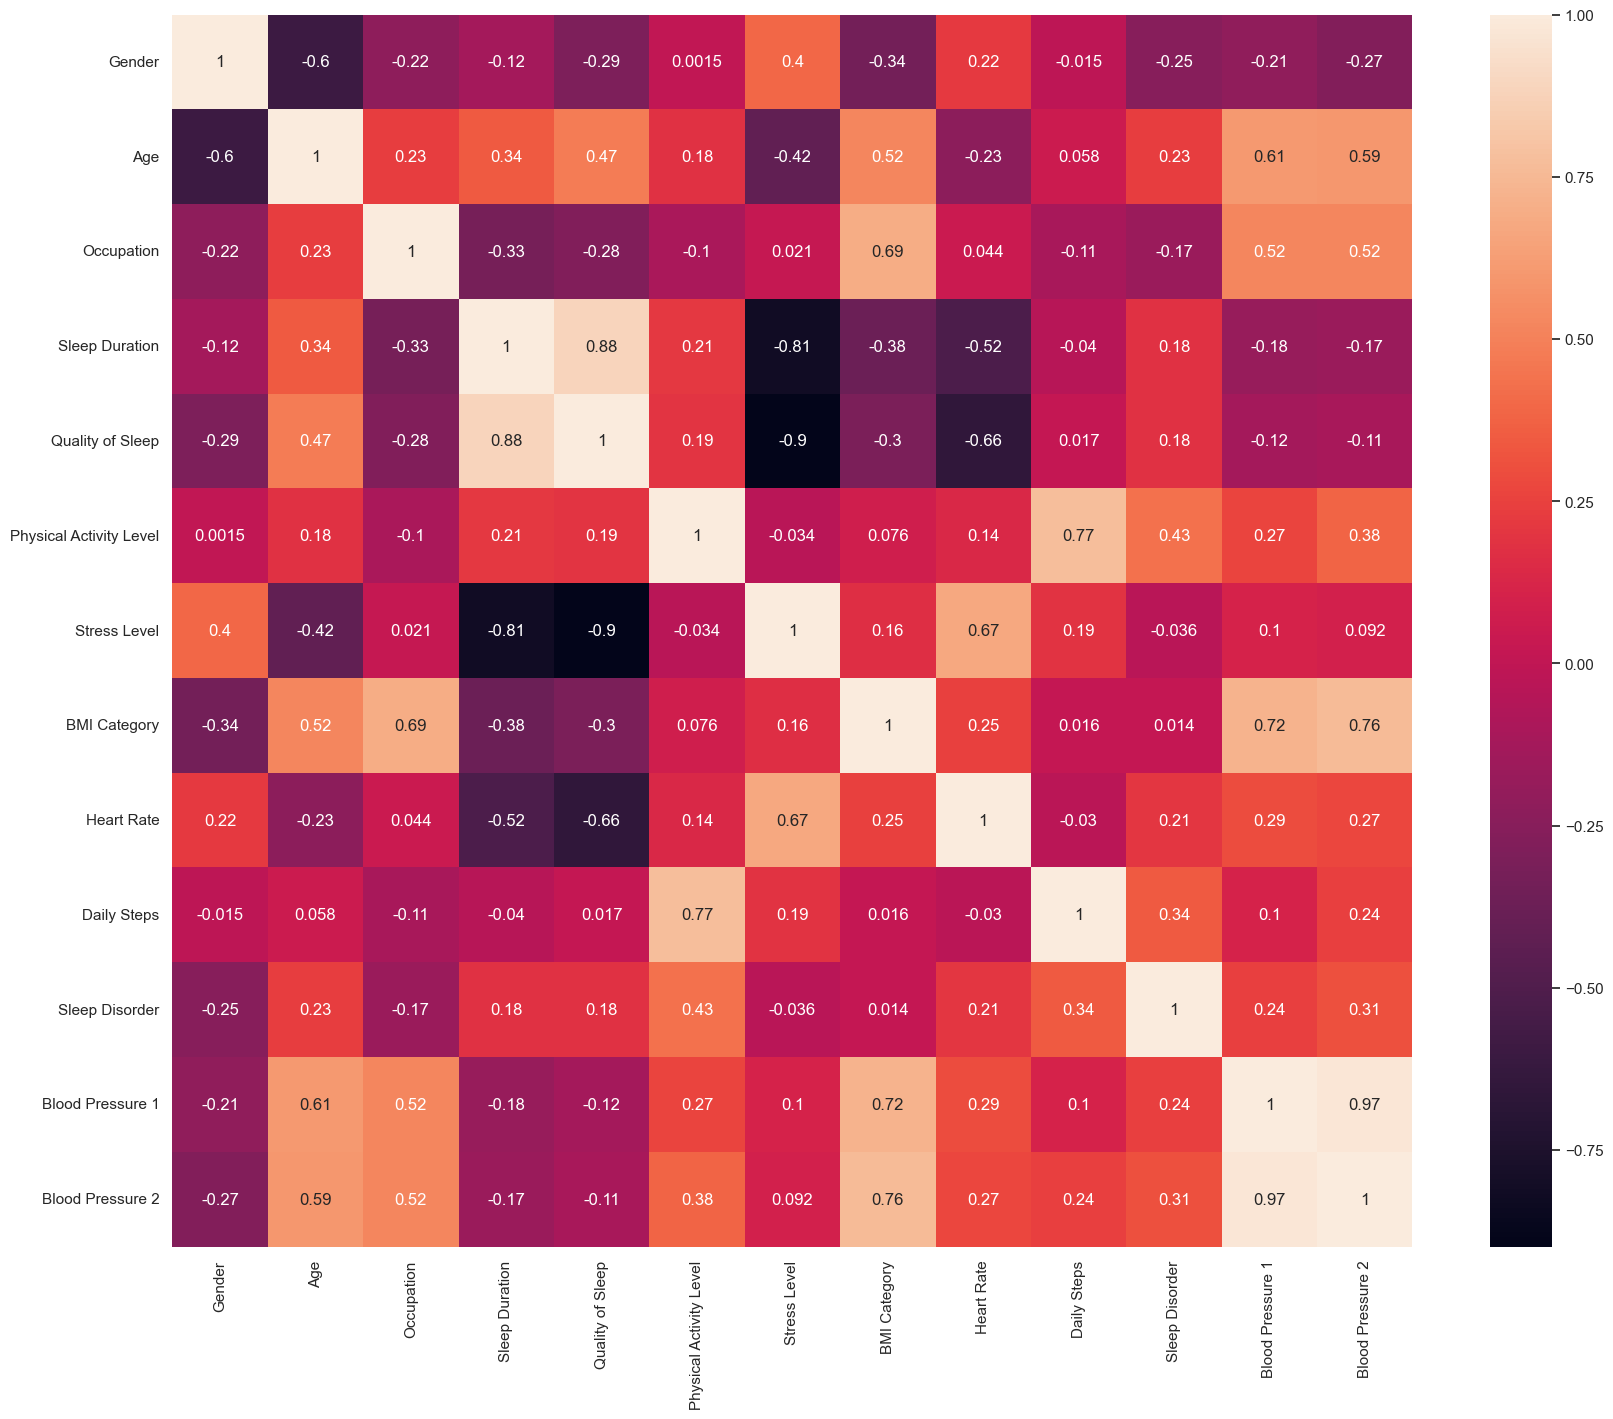 Gender 1 -0.6 -0.22 -0.12 -0.29 0.0015 0.4 -0.34 0.22 -0.015 -0.25 -0.21 -0.27
Age -0.6 1 0.23 0.34 0.47 0.18 -0.42 0.52 -0.23 0.058 0.23 0.61 0.59
Occupation -0.22 0.23 1 -0.33 -0.28 -0.1 0.021 0.69 0.044 -0.11 -0.17 0.52 0.52
Sleep Duration -0.12 0.34 -0.33 1 0.88 0.21 -0.81 -0.38 -0.52 -0.04 0.18 -0.18 -0.17
Quality of Sleep -0.29 0.47 -0.28 0.88 1 0.19 -0.9 -0.3 -0.66 0.017 0.18 -0.12 -0.11
Physical Activity Level 0.0015 0.18 -0.1 0.21 0.19 1 -0.034 0.076 0.14 0.77 0.43 0.27 0.38
Stress Level 0.4 -0.42 0.021 -0.81 -0.9 -0.034 1 0.16 0.67 0.19 -0.036 0.1 0.092
BMI Category -0.34 0.52 0.69 -0.38 -0.3 0.076 0.16 1 0.25 0.016 0.014 0.72 0.76
Heart Rate 0.22 -0.23 0.044 -0.52 -0.66 0.14 0.67 0.25 1 -0.03 0.21 0.29 0.27
Daily Steps -0.015 0.058 -0.11 -0.04 0.017 0.77 0.19 0.016 -0.03 1 0.34 0.1 0.24
Sleep Disorder -0.25 0.23 -0.17 0.18 0.18 0.43 -0.036 0.014 0.21 0.34 1 0.24 0.31
Blood Pressure 1 -0.21 0.61 0.52 -0.18 -0.12 0.27 0.1 0.72 0.29 0.1 0.24 1 0.97
Blood Pressure 2 -0.27 0.59 0.52 -0.17 -0.11 0.38 0.092 0.76 0.27 0.24 0.31 0.97 1
Gender
Age
Occupation
Sleep Duration
Quality of Sleep
Physical Activity Level
Stress Level
BMI Category
Heart Rate
Daily Steps
Sleep Disorder
Blood Pressure 1
Blood Pressure 2
1.00
0.75
0.50
0.25
0.00
−0.25
−0.50
−0.75